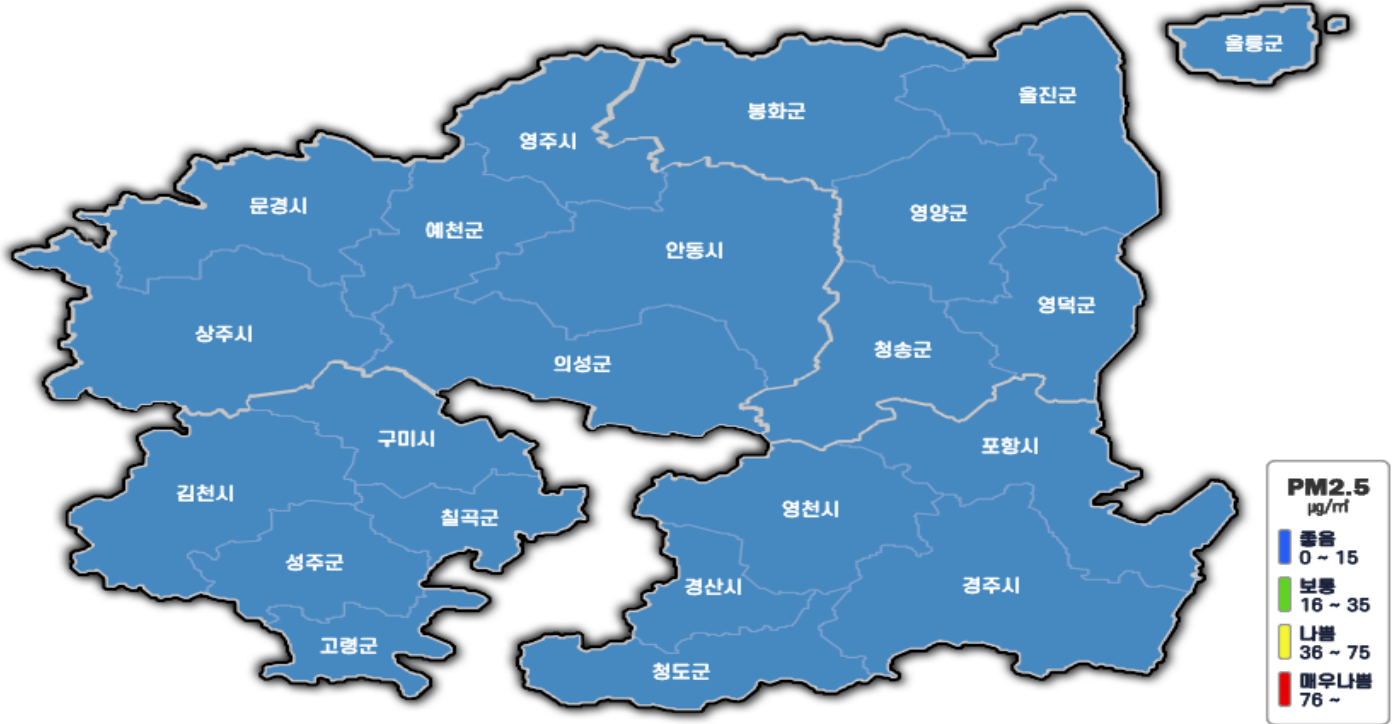 울릉군
울진군
봉화군
영주시
문경시
영양군
예천군
안동시
영덕군
상주시
청송군
의성군
구미시
포항시
김천시
영천시
칠곡군
성주군
경산시
경주시
고령군
청도군
PM2.5
㎍/㎥
좋음
0 ~ 15
보통
16 ~ 35
나쁨
36 ~ 75
매우나쁨
76 ~